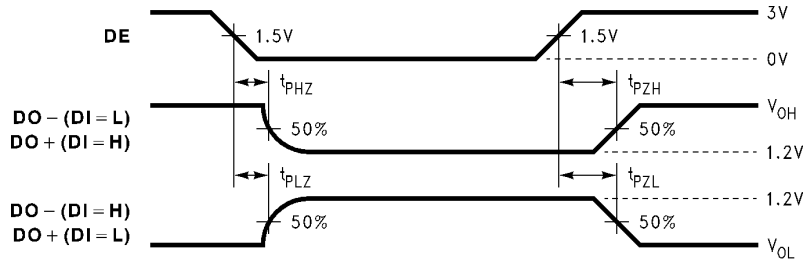 3V
DE
1.5V
1.5V
0V
tPHZ
tPZH
DO − (DI = L)
VOH
50%
50%
DO + (DI = H)
1.2V
tPLZ
tPZL
1.2V
DO − (DI = H)
50%
50%
DO + (DI = L)
VOL